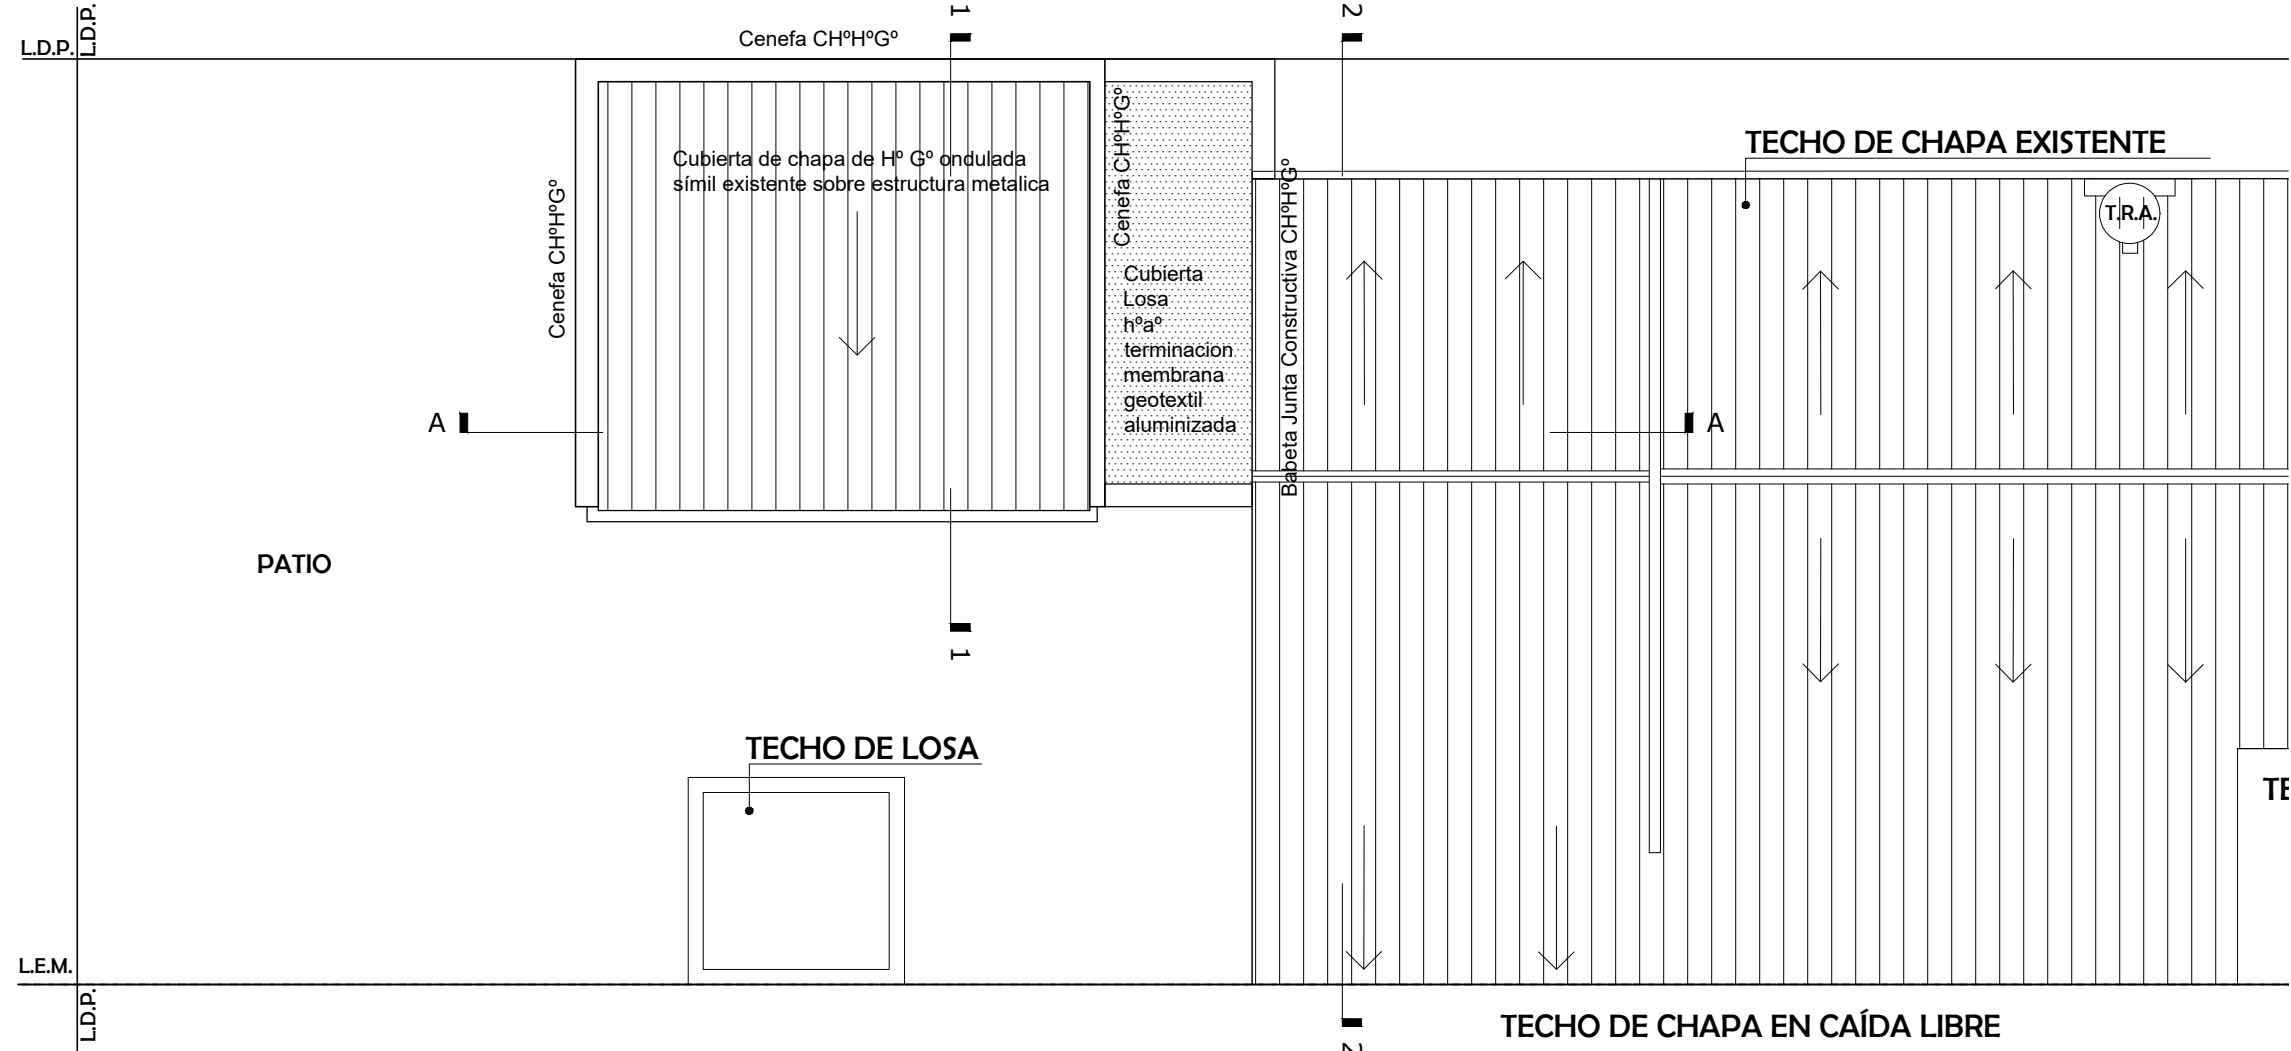 L.D.P.
L.D.P.
Cenefa CHºHºGº
1
2
Cubierta de chapa de Hº Gº ondulada
símil existente sobre estructura metalica
Cenefa CHºHºGº
Cenefa CHºHºGº
Cubierta
Losa
hºaº
terminacion
membrana
geotextil
aluminizada
Babeta Junta Constructiva CHºHºGº
TECHO DE CHAPA EXISTENTE
T.R.A.
A
A
PATIO
1
TECHO DE LOSA
TE
L.E.M.
L.D.P.
TECHO DE CHAPA EN CAÍDA LIBRE
2